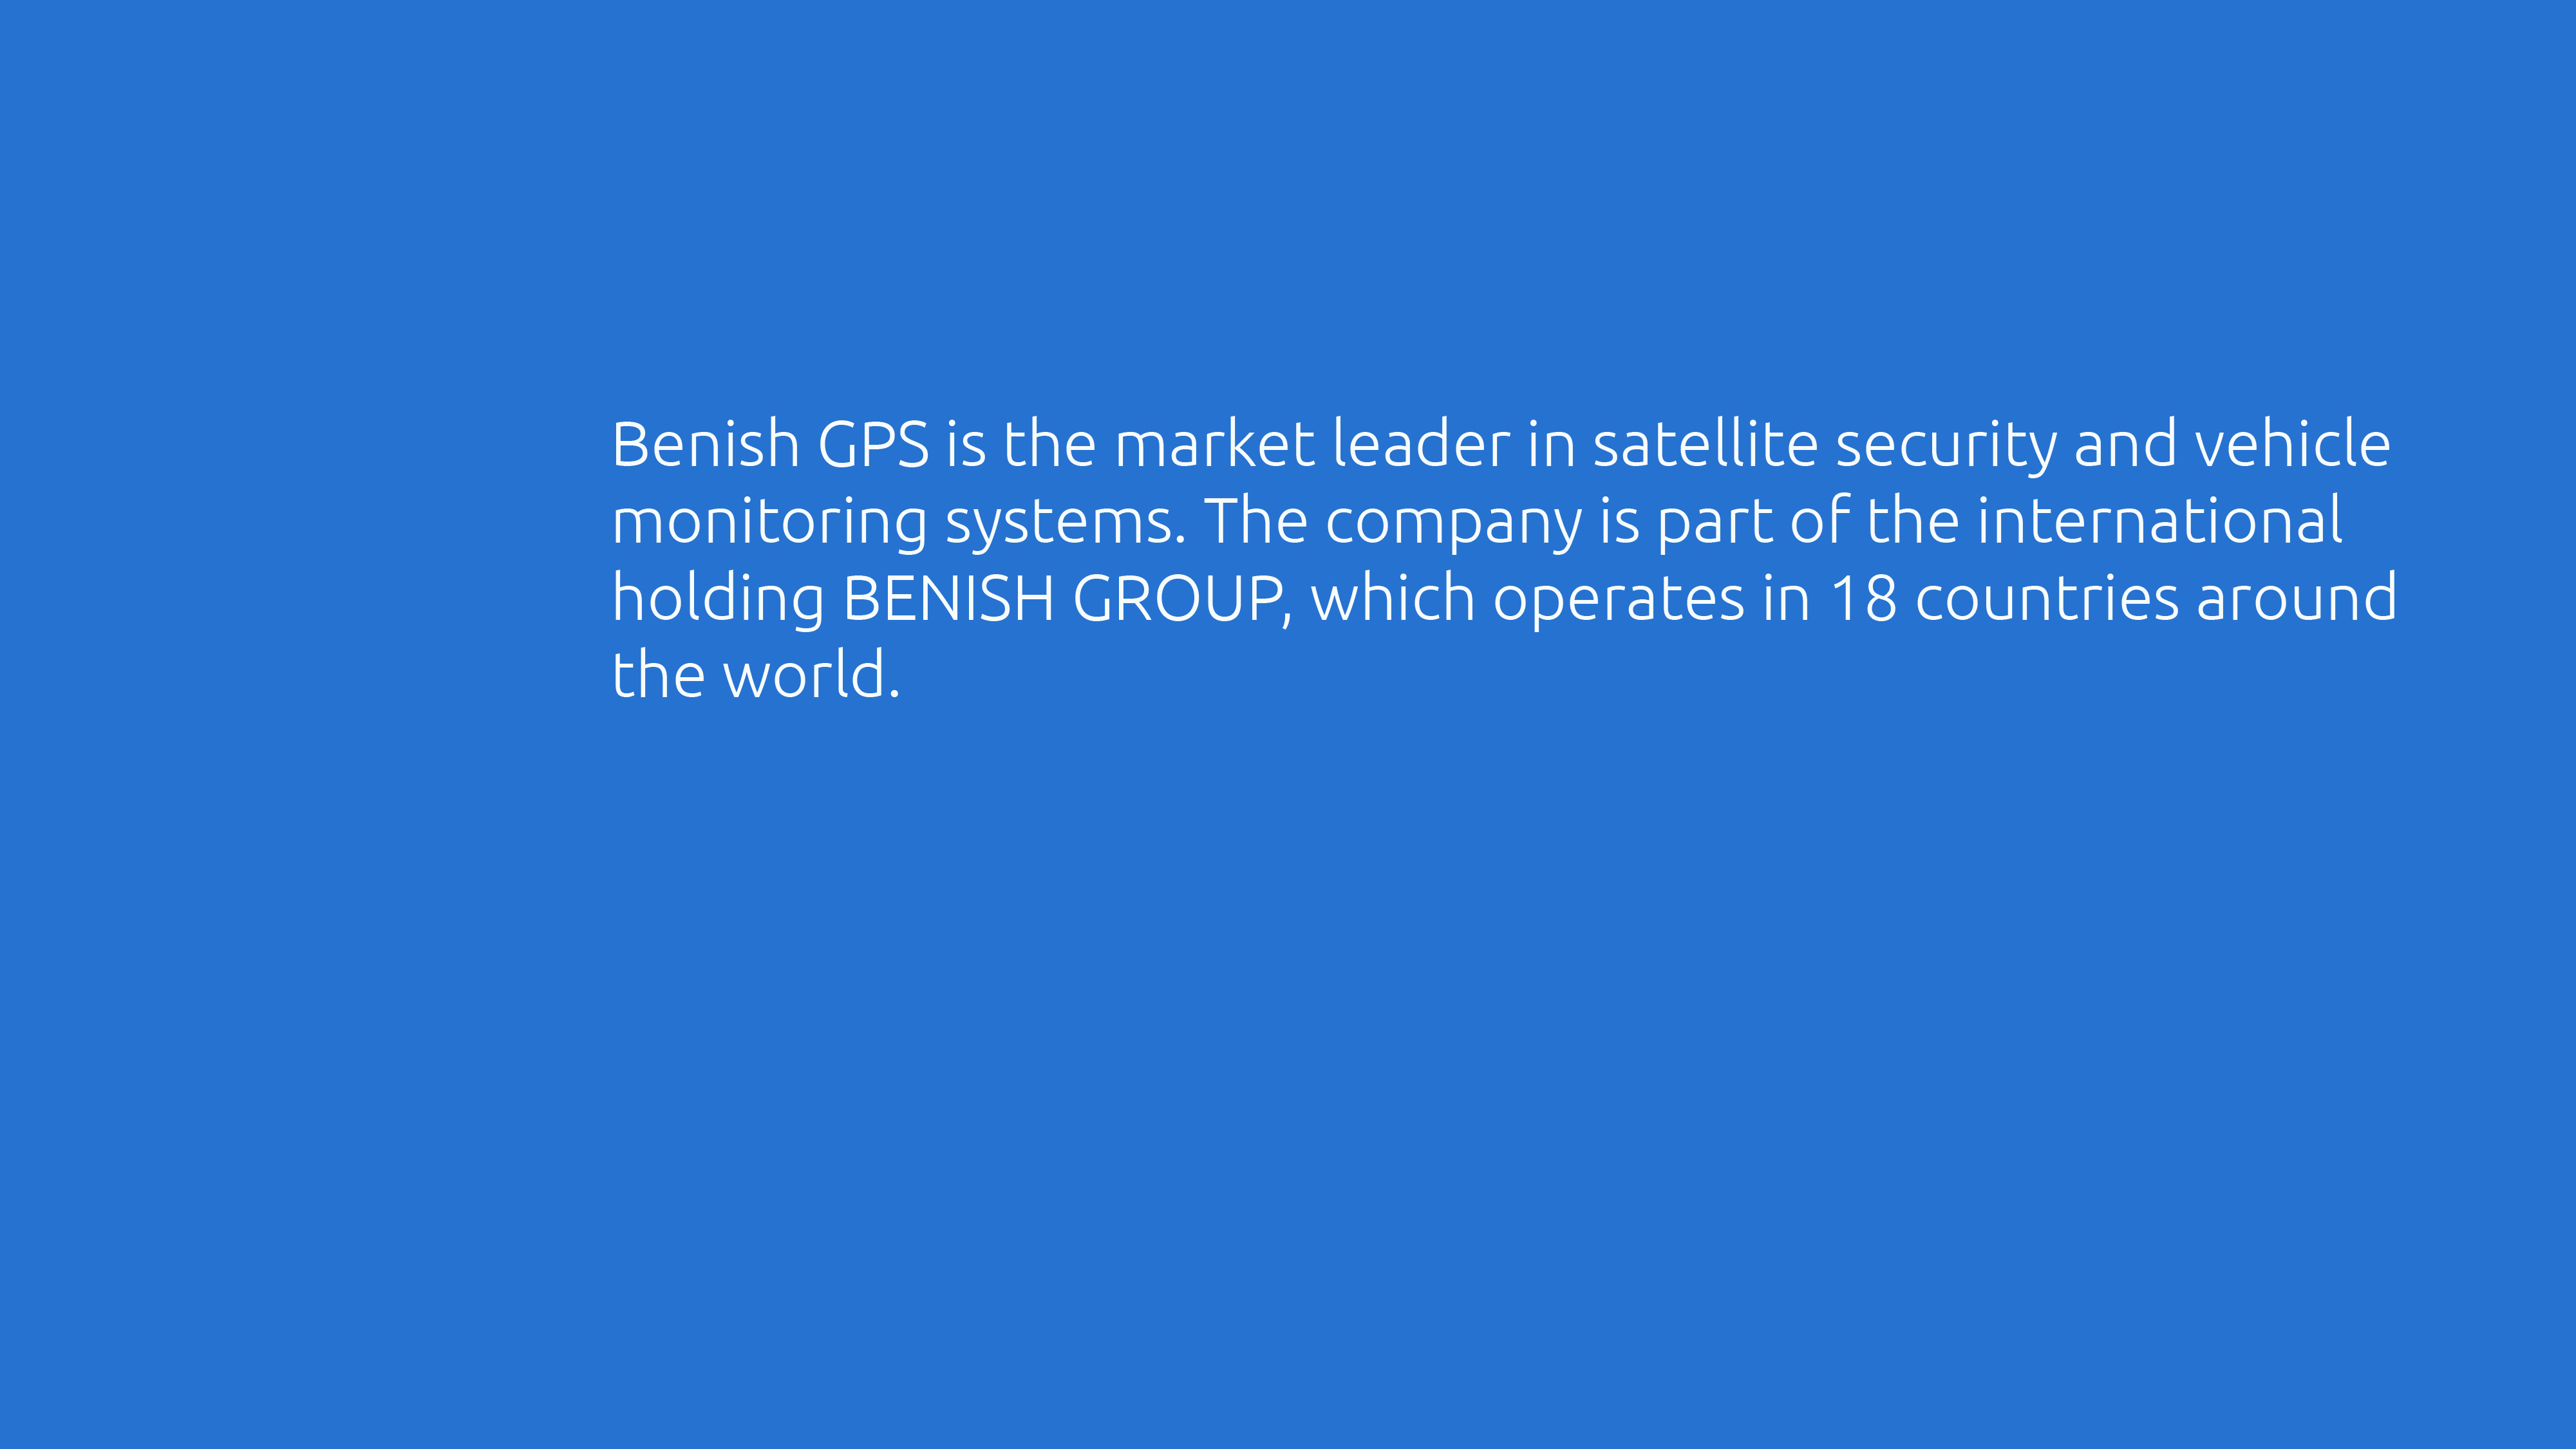 Benish GPS is the market leader in satellite security and vehicle
monitoring systems. The company is part of the international
holding BENISH GROUP, which operates in 18 countries around
the world.